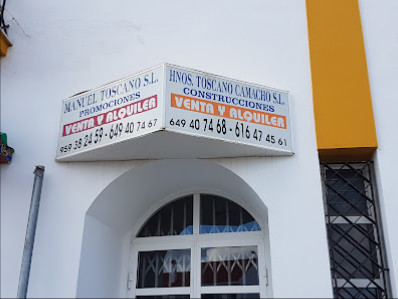 MANUEL TOSCANO S.L.
PROMOCIONES
VENTA Y ALQUILER
959 38 24 59 - 649 40 74 67
HNOS. TOSCANO CAMACHO S.L.
CONSTRUCCIONES
VENTA Y ALQUILER
649 40 74 68 - 616 47 45 61